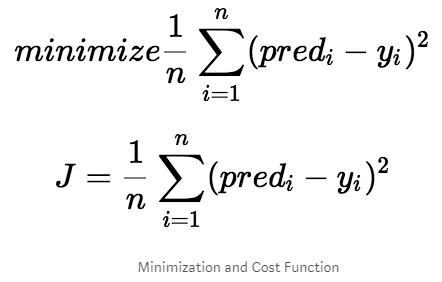 minimize 1/n ∑_{i=1}^{n} (pred_i − y_i)²
J = 1/n ∑_{i=1}^{n} (pred_i − y_i)²
Minimization and Cost Function